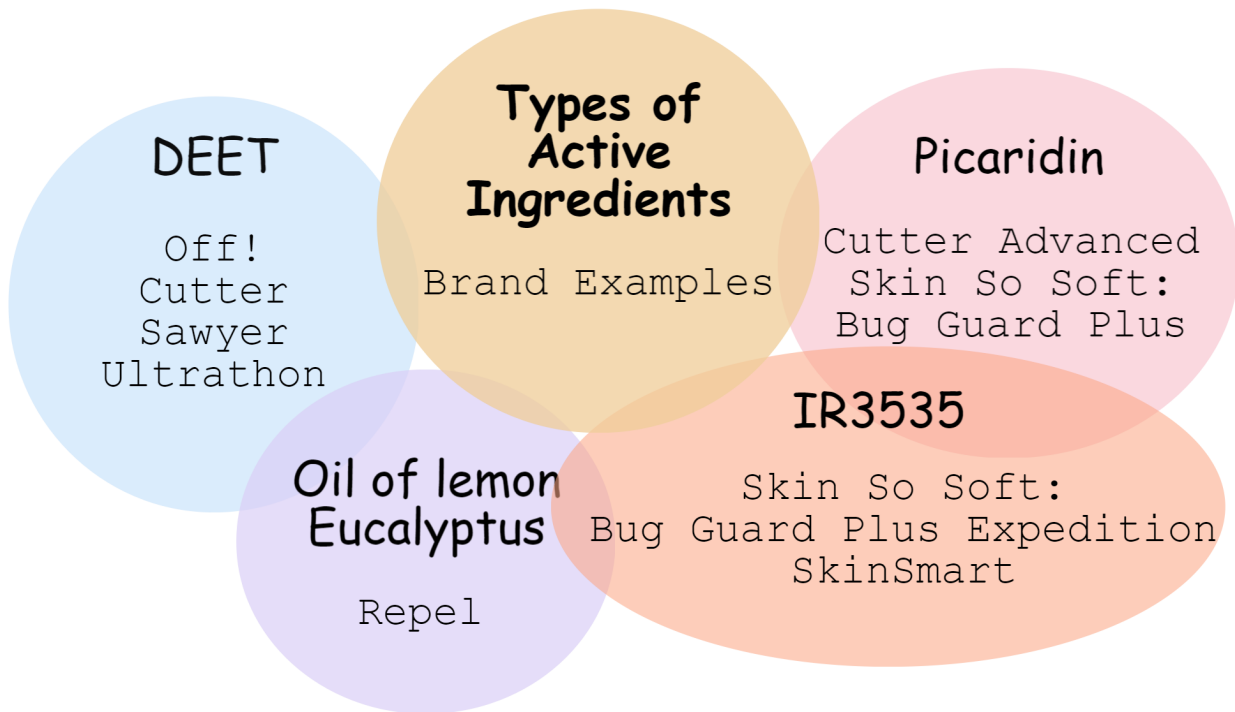 Types of
Active
Ingredients
Brand Examples
DEET
Off!
Cutter
Sawyer
Ultrathon
Picaridin
Cutter Advanced
Skin So Soft:
Bug Guard Plus
Oil of lemon
Eucalyptus
Repel
IR3535
Skin So Soft:
Bug Guard Plus Expedition
SkinSmart